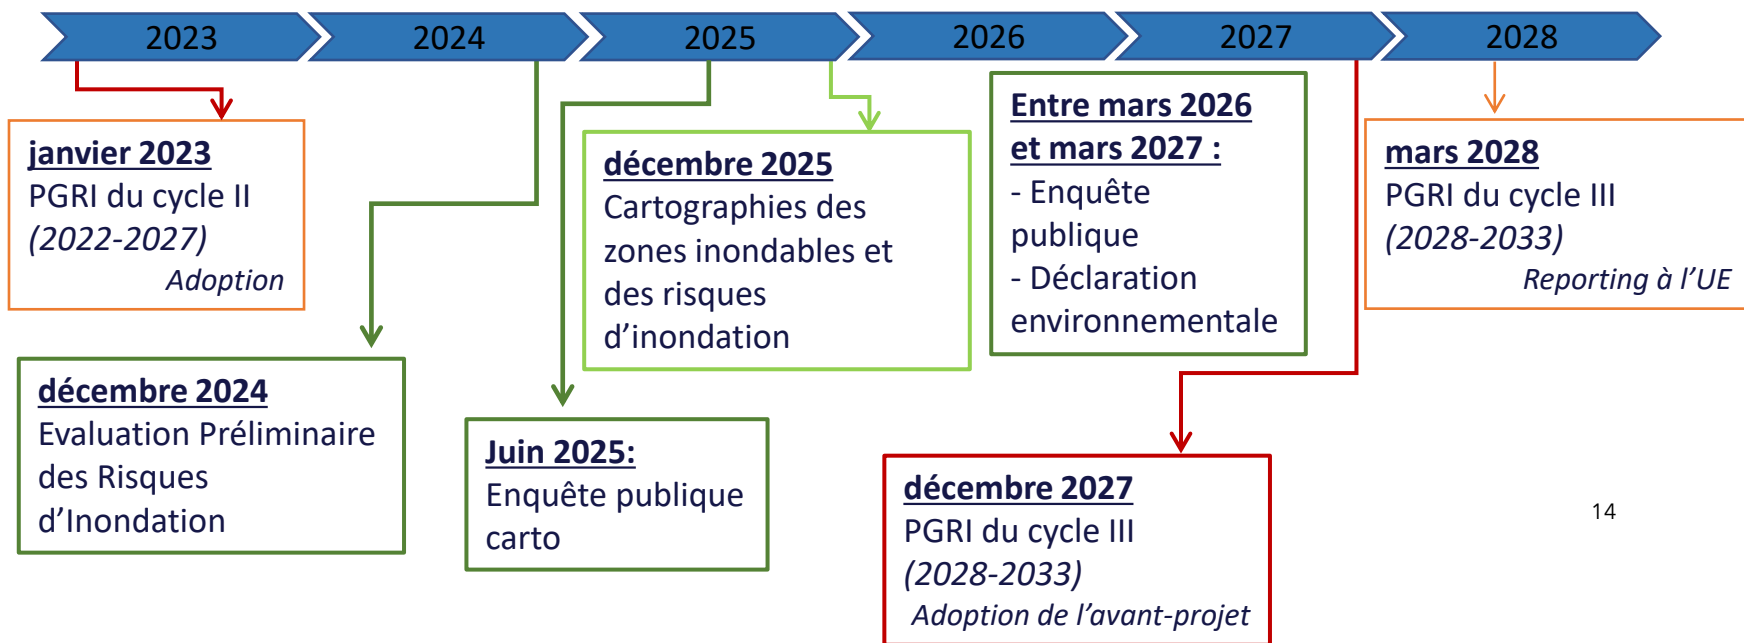 2023
2024
2025
2026
2027
2028
janvier 2023
PGRI du cycle II
(2022-2027)
Adoption
décembre 2024
Evaluation Préliminaire
des Risques
d’Inondation
Juin 2025:
Enquête publique
carto
décembre 2025
Cartographies des
zones inondables et
des risques
d’inondation
Entre mars 2026
et mars 2027 :
- Enquête
publique
- Déclaration
environnementale
décembre 2027
PGRI du cycle III
(2028-2033)
Adoption de l’avant-projet
mars 2028
PGRI du cycle III
(2028-2033)
Reporting à l’UE
14